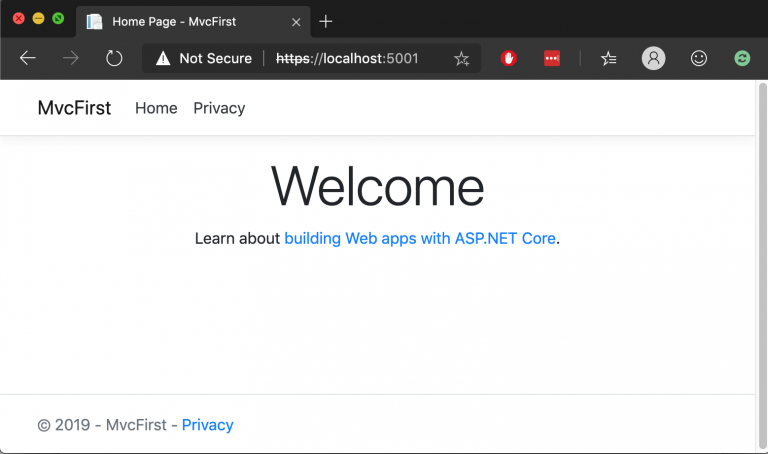 Home Page - MvcFirst
Not Secure https://localhost:5001
MvcFirst Home Privacy
Welcome
Learn about building Web apps with ASP.NET Core.
© 2019 - MvcFirst - Privacy